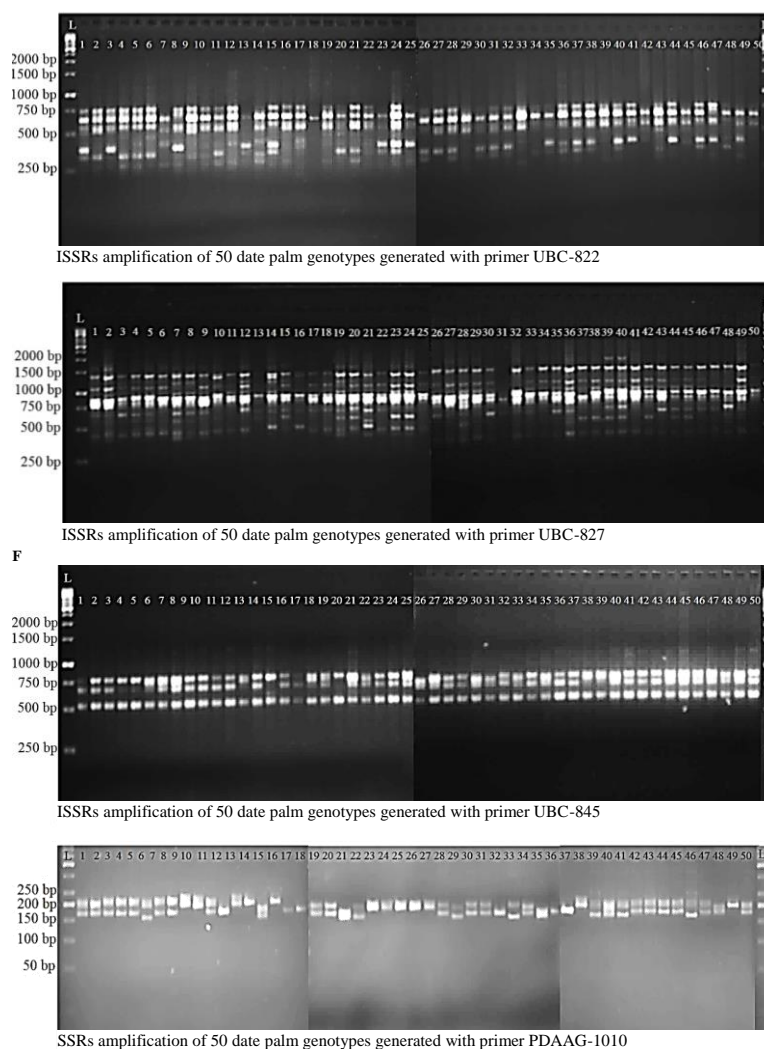 L
1 2 3 4 5 6 7 8 9 10 11 12 13 14 15 16 17 18 19 20 21 22 23 24 25 26 27 28 29 30 31 32 33 34 35 36 37 38 39 40 41 42 43 44 45 46 47 48 49 50
2000 bp
1500 bp
1000 bp
750 bp
500 bp
250 bp
ISSRs amplification of 50 date palm genotypes generated with primer UBC-822
L
1 2 3 4 5 6 7 8 9 10 11 12 13 14 15 16 17 18 19 20 21 22 23 24 25 26 27 28 29 30 31 32 33 34 35 36 37 38 39 40 41 42 43 44 45 46 47 48 49 50
2000 bp
1500 bp
1000 bp
750 bp
500 bp
250 bp
ISSRs amplification of 50 date palm genotypes generated with primer UBC-827
F
L
1 2 3 4 5 6 7 8 9 10 11 12 13 14 15 16 17 18 19 20 21 22 23 24 25 26 27 28 29 30 31 32 33 34 35 36 37 38 39 40 41 42 43 44 45 46 47 48 49 50
2000 bp
1500 bp
1000 bp
750 bp
500 bp
250 bp
ISSRs amplification of 50 date palm genotypes generated with primer UBC-845
L 1 2 3 4 5 6 7 8 9 10 11 12 13 14 15 16 17 18 19 20 21 22 23 24 25 26 27 28 29 30 31 32 33 34 35 36 37 38 39 40 41 42 43 44 45 46 47 48 49 50 L
250 bp
200 bp
150 bp
100 bp
50 bp
SSRs amplification of 50 date palm genotypes generated with primer PDAAG-1010